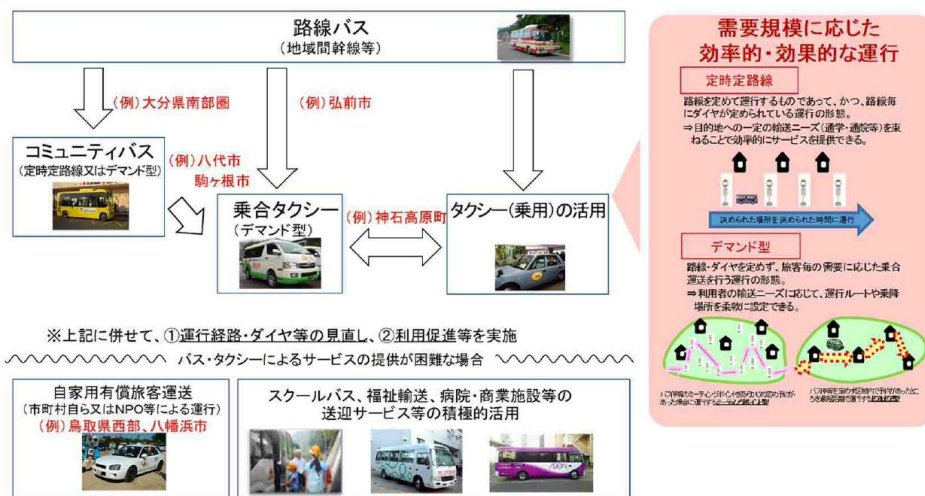 路線バス
(地域間幹線等)
(例)大分県南部圏
(例)弘前市
コミュニティバス
(定時定路線又はデマンド型)
(例)八代市
駒ヶ根市
乗合タクシー
(デマンド型)
(例)神石高原町
タクシー(乗用)の活用
※上記に併せて、①運行経路・ダイヤ等の見直し、②利用促進等を実施
バス・タクシーによるサービスの提供が困難な場合
自家用有償旅客運送
(市町村自ら又はNPO等による運行)
(例)鳥取県西部、八幡浜市
スクールバス、福祉輸送、病院・商業施設等の
送迎サービス等の積極的活用
需要規模に応じた
効率的・効果的な運行
定時定路線
路線を定めて運行するものであって、かつ、路線毎
にダイヤが定められている運行の形態。
⇒目的地への一定の輸送ニーズ(通学・通院等)を束
ねることで効率的にサービスを提供できる。
決められた場所を決められた時間に運行
デマンド型
路線・ダイヤを定めず、旅客毎の需要に応じた乗合
運送を行う運行の形態。
⇒利用者の輸送ニーズに応じて、運行ルートや乗降
場所を柔軟に設定できる。